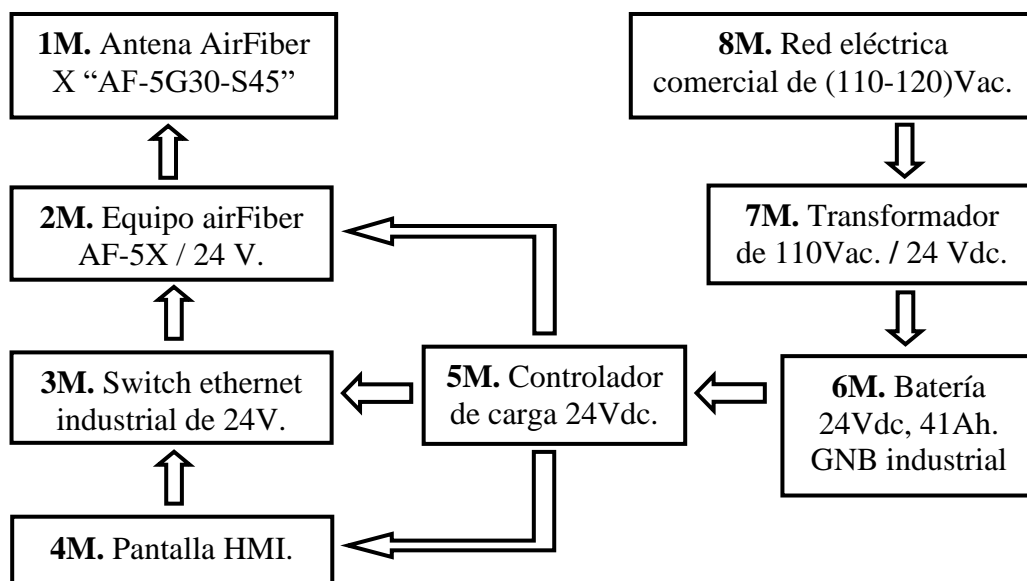 1M. Antena AirFiber
X “AF-5G30-S45”
8M. Red eléctrica
comercial de (110-120)Vac.
2M. Equipo airFiber
AF-5X / 24 V.
7M. Transformador
de 110Vac. / 24 Vdc.
3M. Switch ethernet
industrial de 24V.
5M. Controlador
de carga 24Vdc.
6M. Batería
24Vdc, 41Ah.
GNB industrial
4M. Pantalla HMI.